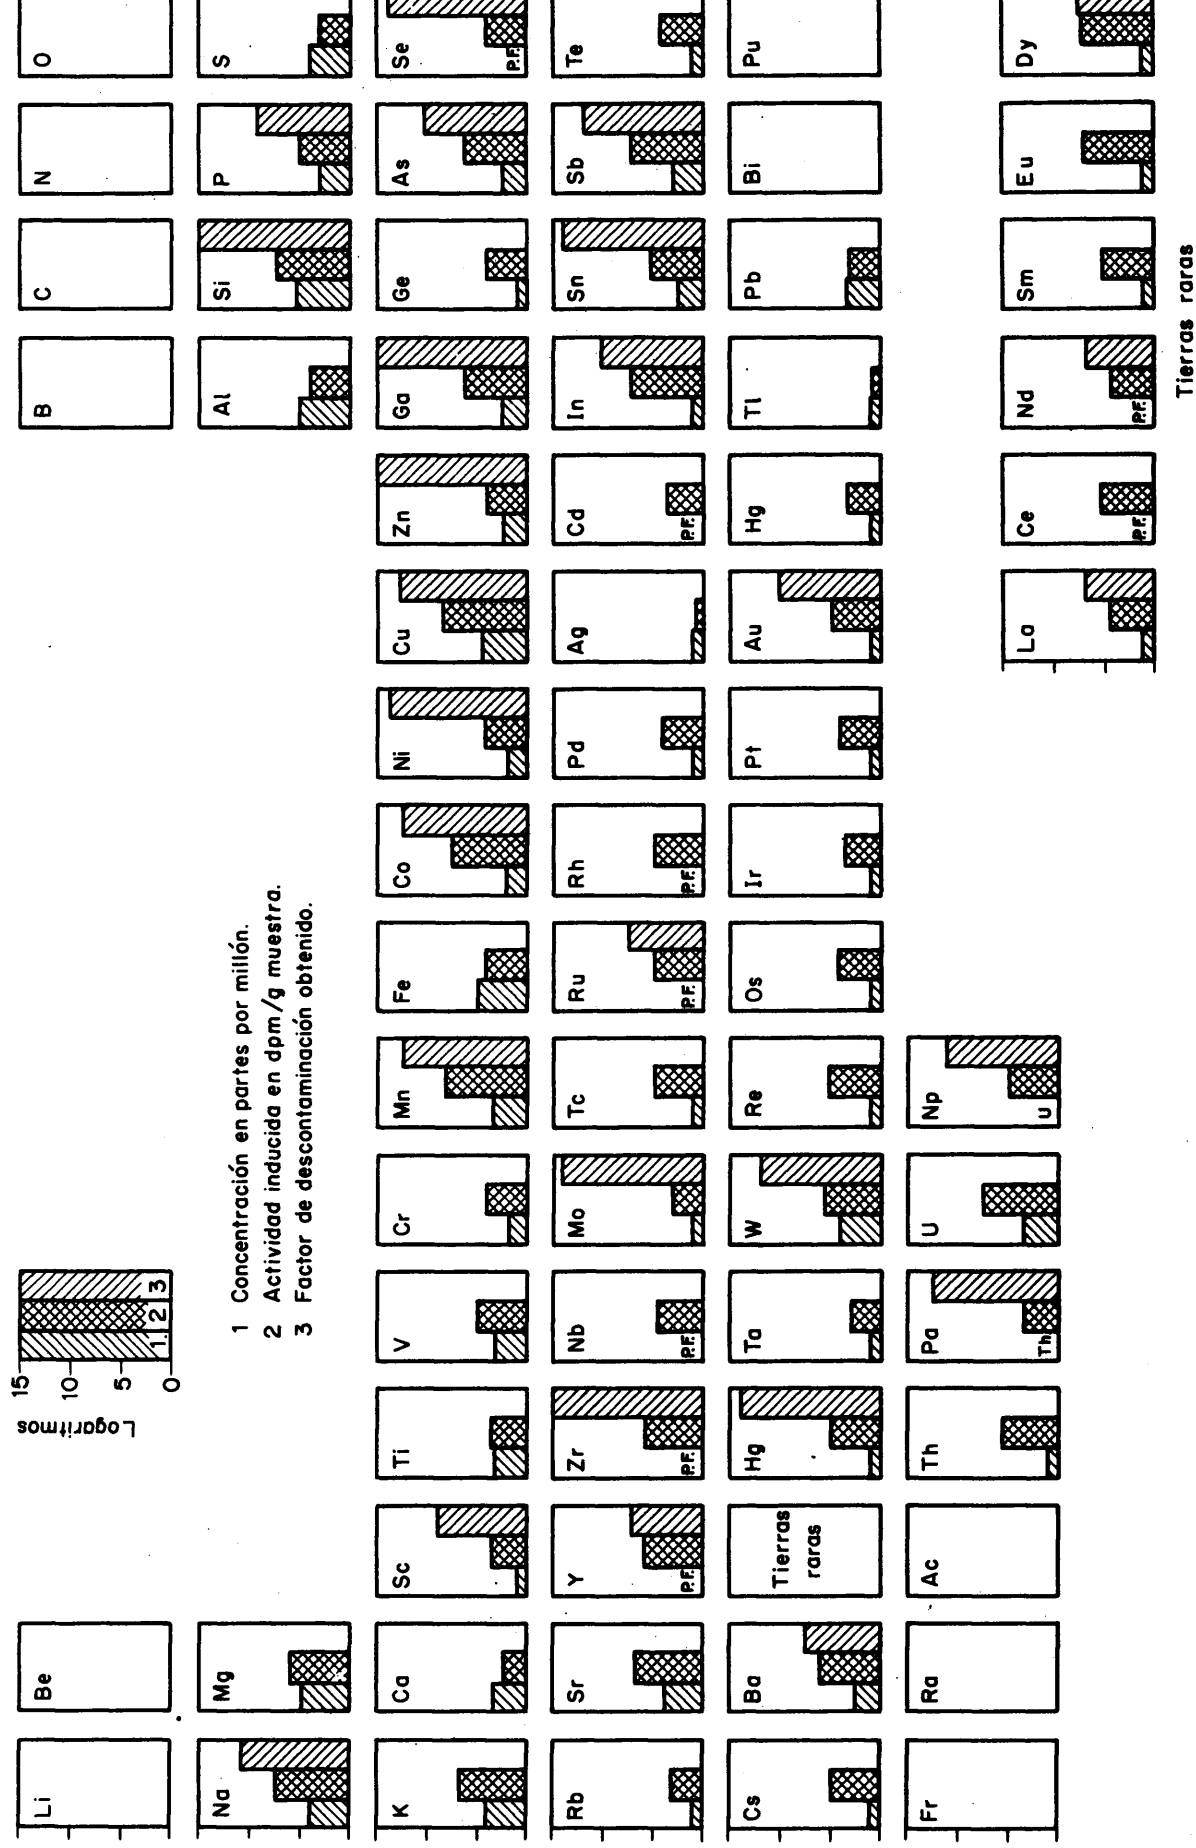 Li Be B C N O
Logaritmos
15
10
5
0
1 2 3
1 Concentración en partes por millón.
2 Actividad inducida en dpm/g muestra.
3 Factor de descontaminación obtenido.
Na Mg Al Si P S
K Ca Sc Ti V Cr Mn Fe Co Ni Cu Zn Ga Ge As Se
P.F.
Rb Sr Y Zr Nb Mo Tc Ru Rh Pd Ag Cd In Sn Sb Te
P.F. P.F. P.F. P.F. P.F. P.F.
Cs Ba Tierras raras Hg Ta W Re Os Ir Pt Au Hg Tl Pb Bi Pu
Fr Ra Ac Th Pa U Np
Th U
La Ce Nd Sm Eu Dy
P.F. P.F.
Tierras raras